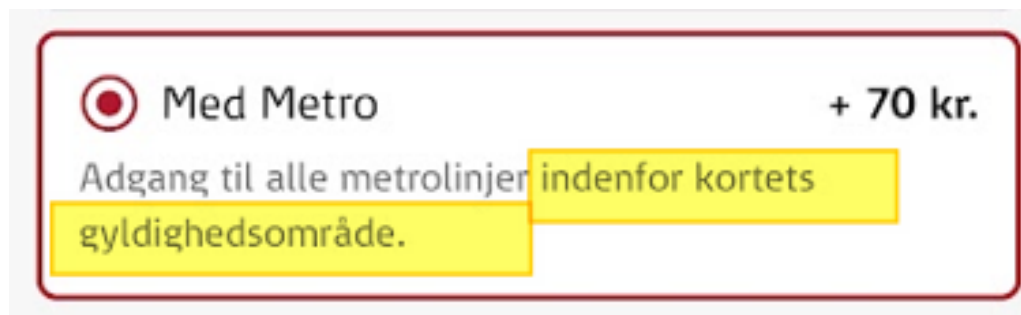 Med Metro + 70 kr.
Adgang til alle metrolinjer indenfor kortets
gyldighedsområde.